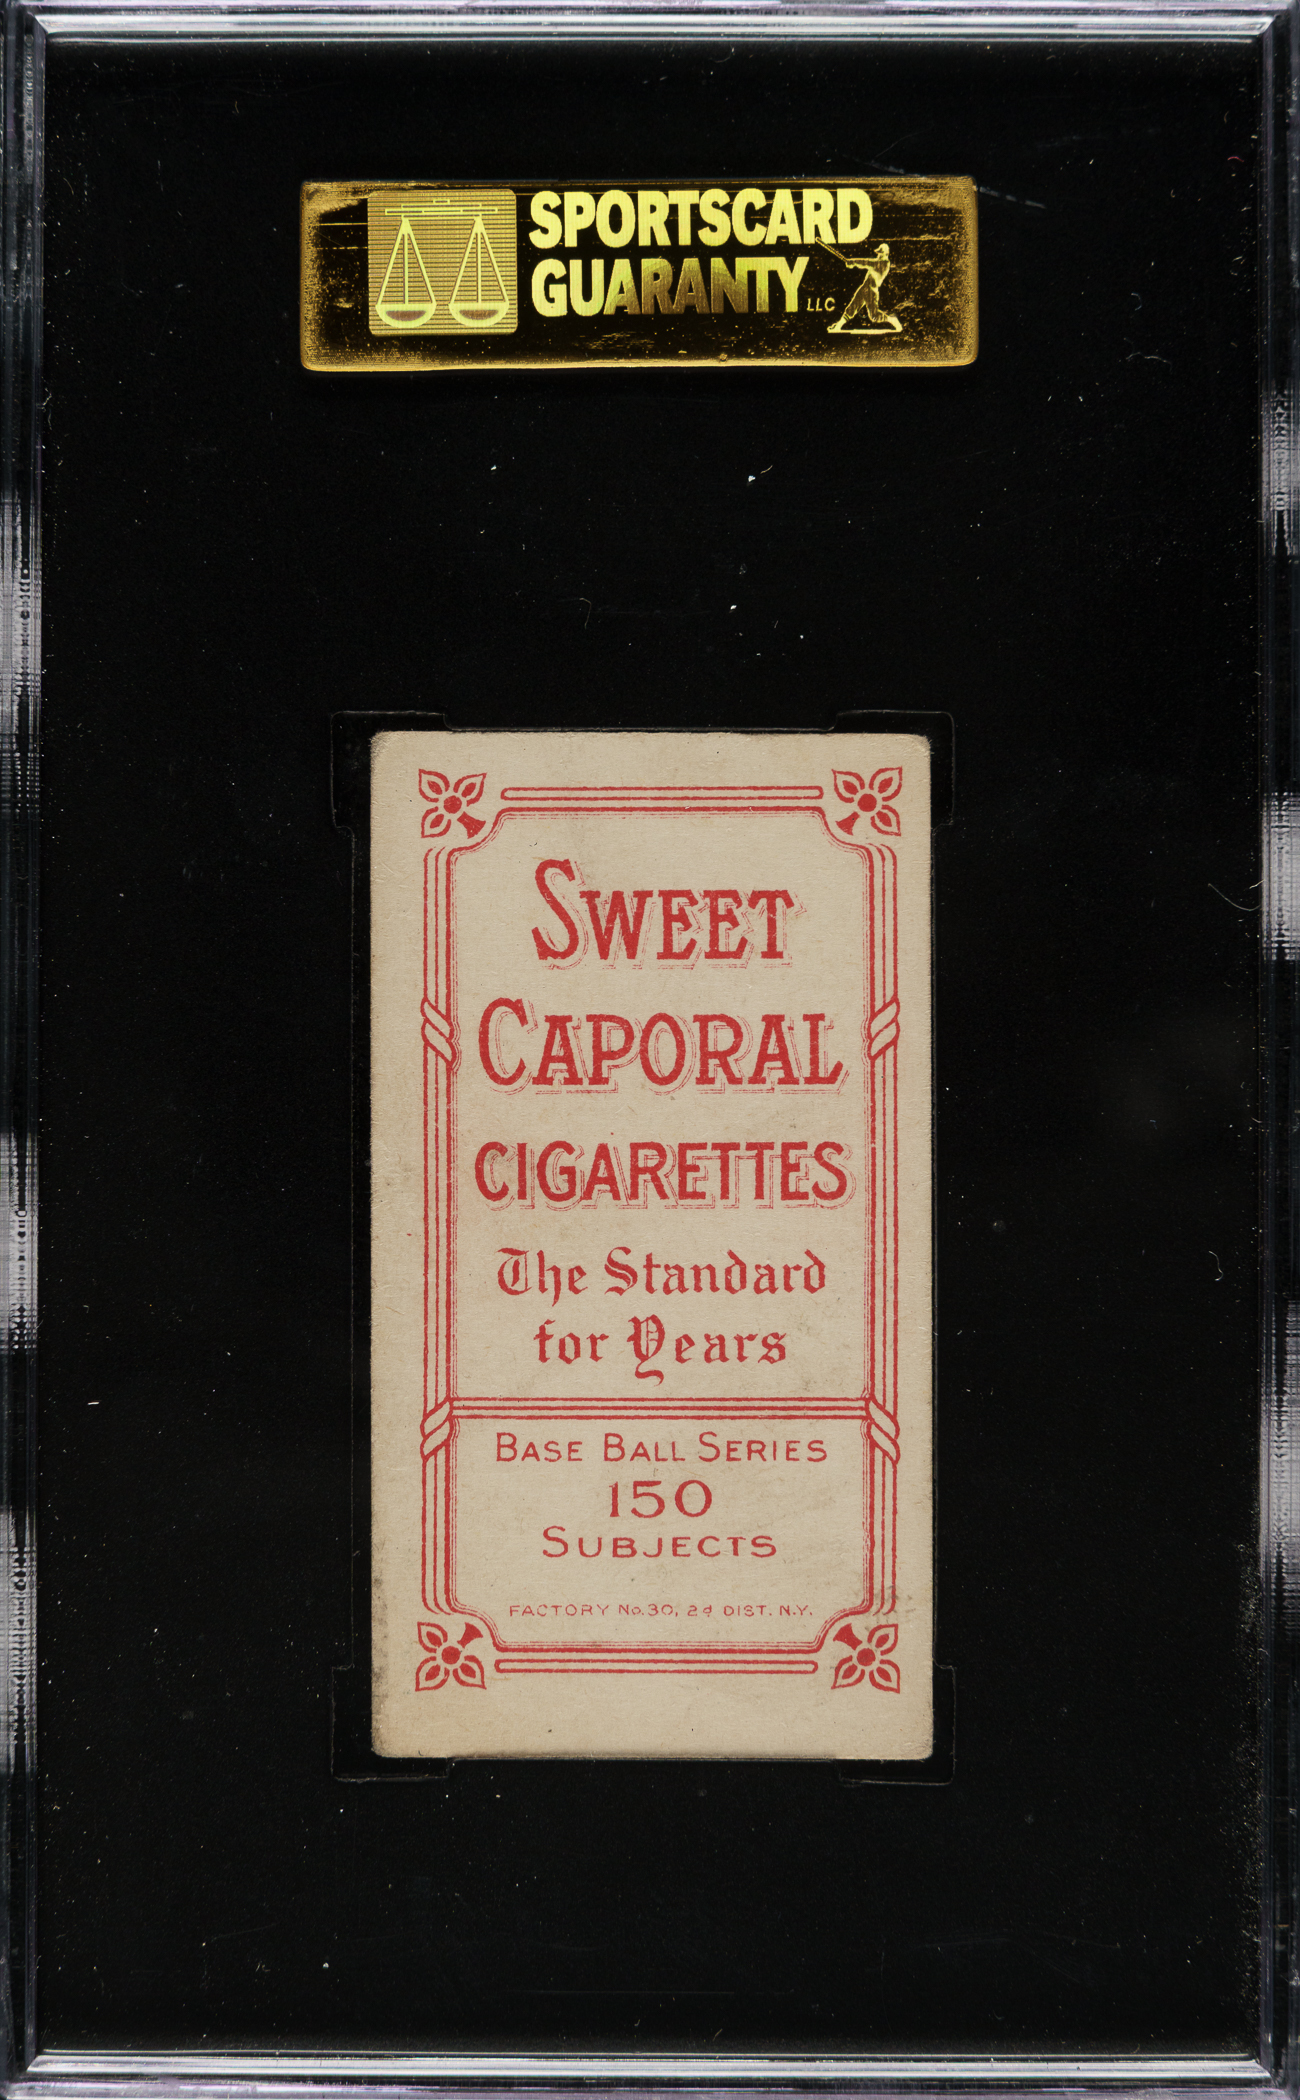 SPORTSCARD
GUARANTY LLC
SWEET
CAPORAL
CIGARETTES
The Standard
for Years
BASE BALL SERIES
150
SUBJECTS
FACTORY No. 30, 2d DIST. N.Y.